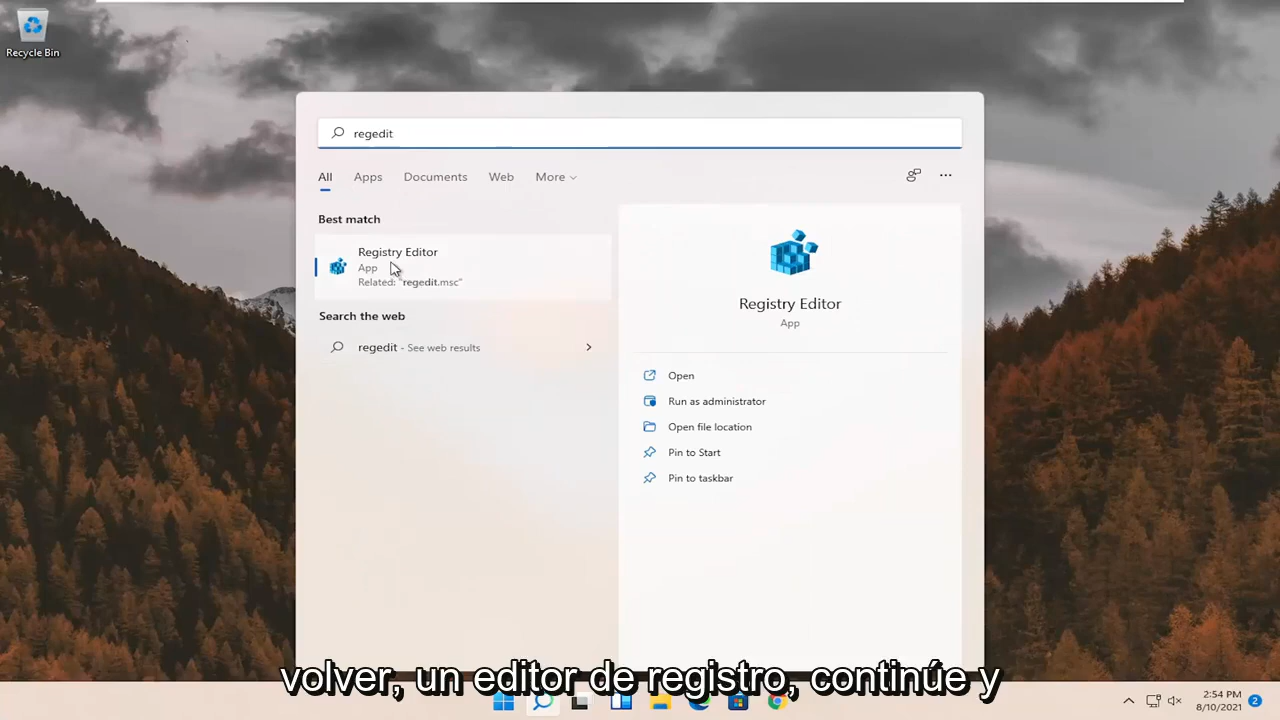 Recycle Bin
regedit
All Apps Documents Web More
Best match
Registry Editor
App
Related: "regedit.msc"
Search the web
regedit - See web results
Registry Editor
App
Open
Run as administrator
Open file location
Pin to Start
Pin to taskbar
volver, un editor de registro, continúe y
2:54 PM
8/10/2021
2